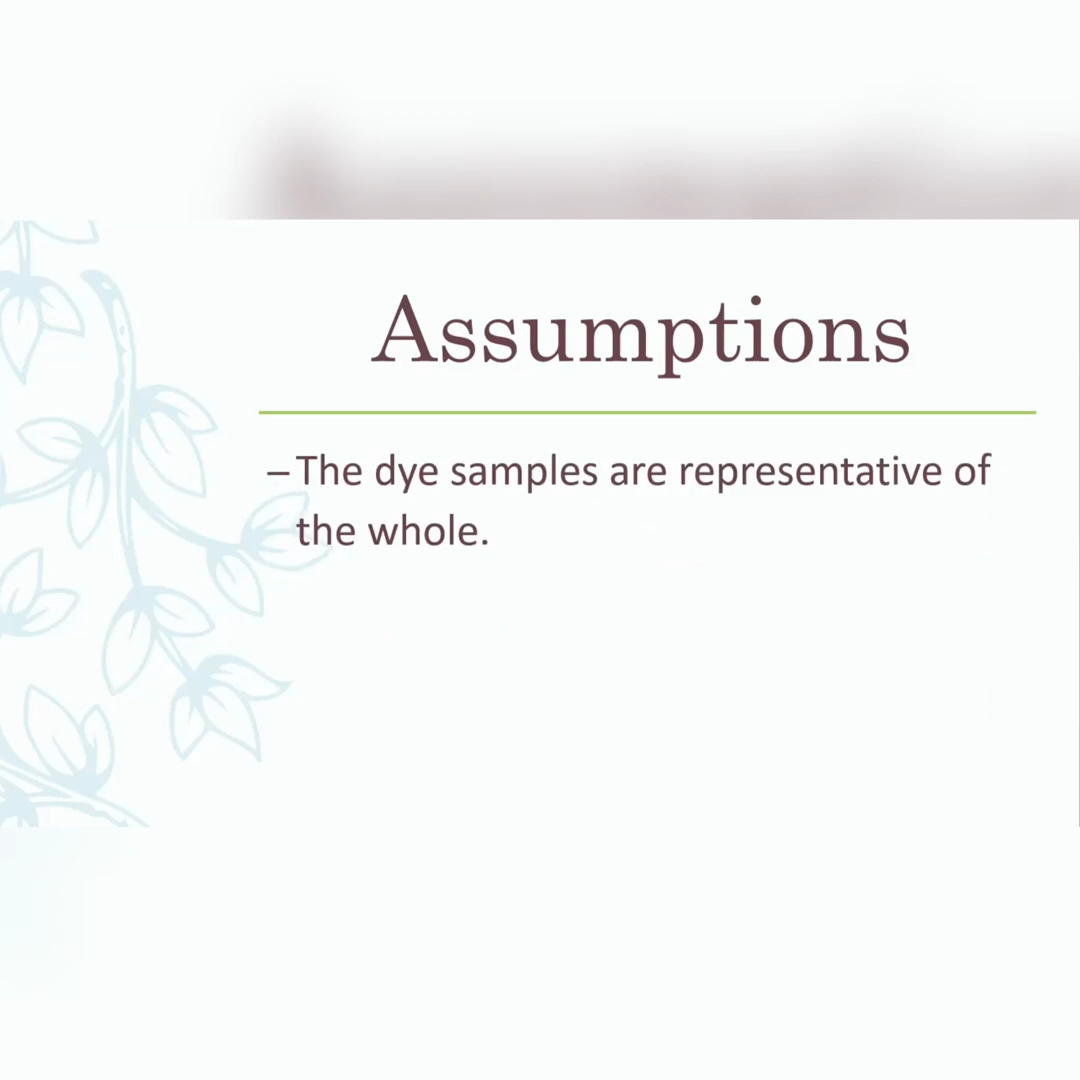 Assumptions
– The dye samples are representative of
the whole.